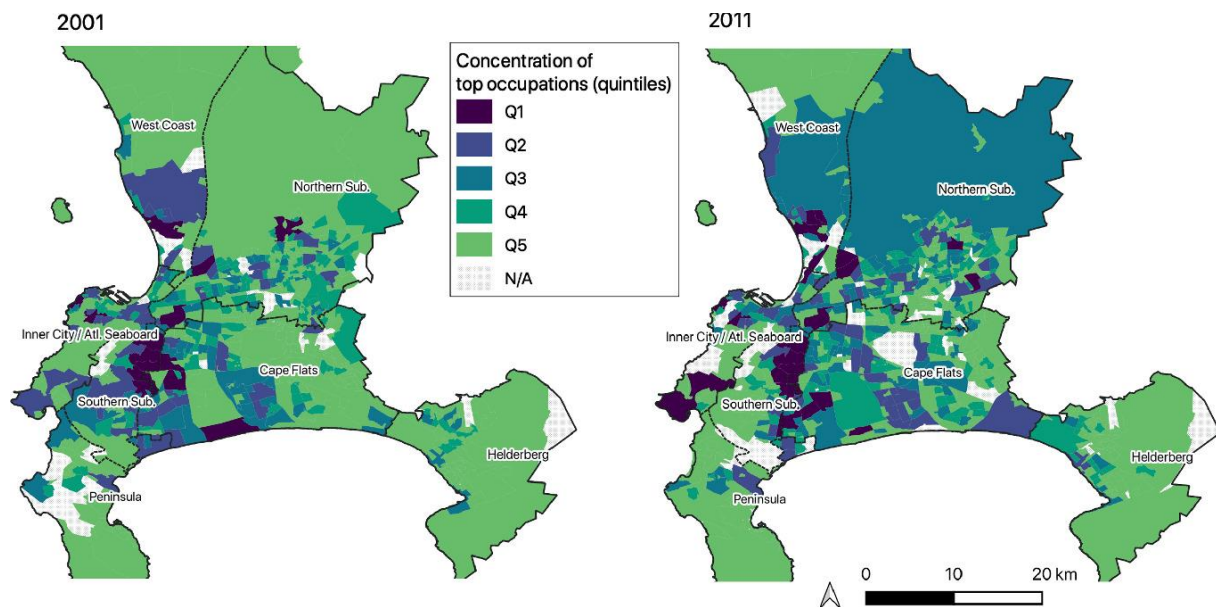 2001
2011
Concentration of
top occupations (quintiles)
Q1
Q2
Q3
Q4
Q5
N/A
West Coast
Northern Sub.
Inner City / Atl. Seaboard
Cape Flats
Southern Sub.
Helderberg
Peninsula
West Coast
Northern Sub.
Inner City / Atl. Seaboard
Cape Flats
Southern Sub.
Helderberg
Peninsula
0 10 20 km